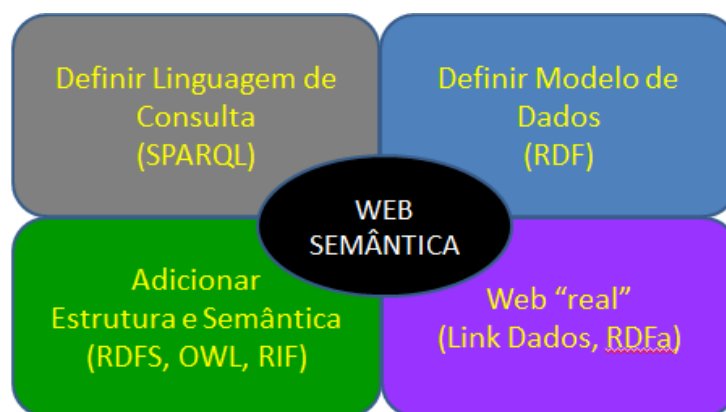 Definir Linguagem de
Consulta
(SPARQL)
Definir Modelo de
Dados
(RDF)
WEB
SEMÂNTICA
Adicionar
Estrutura e Semântica
(RDFS, OWL, RIF)
Web “real”
(Link Dados, RDFa)